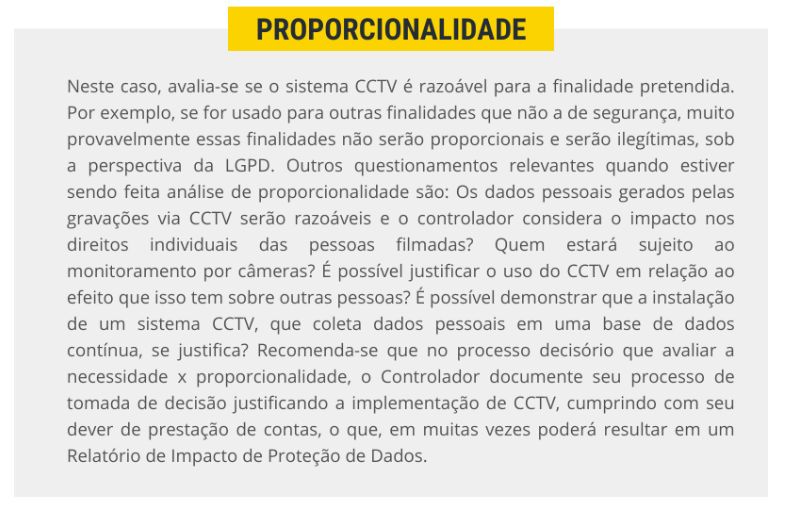 PROPORCIONALIDADE
Neste caso, avalia-se se o sistema CCTV é razoável para a finalidade pretendida.
Por exemplo, se for usado para outras finalidades que não a de segurança, muito
provavelmente essas finalidades não serão proporcionais e serão ilegítimas, sob
a perspectiva da LGPD. Outros questionamentos relevantes quando estiver
sendo feita análise de proporcionalidade são: Os dados pessoais gerados pelas
gravações via CCTV serão razoáveis e o controlador considera o impacto nos
direitos individuais das pessoas filmadas? Quem estará sujeito ao
monitoramento por câmeras? É possível justificar o uso do CCTV em relação ao
efeito que isso tem sobre outras pessoas? É possível demonstrar que a instalação
de um sistema CCTV, que coleta dados pessoais em uma base de dados
contínua, se justifica? Recomenda-se que no processo decisório que avaliar a
necessidade x proporcionalidade, o Controlador documente seu processo de
tomada de decisão justificando a implementação de CCTV, cumprindo com seu
dever de prestação de contas, o que, em muitas vezes poderá resultar em um
Relatório de Impacto de Proteção de Dados.